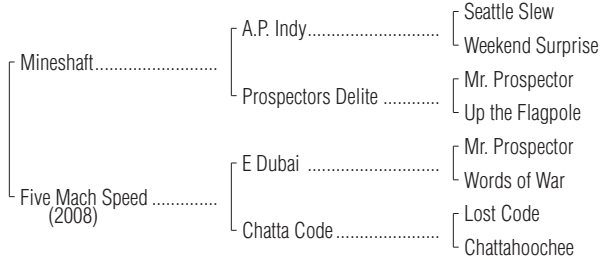 Seattle Slew
A.P. Indy..............................
Weekend Surprise
Mineshaft..........................
Mr. Prospector
Prospectors Delite ............
Up the Flagpole
Mr. Prospector
E Dubai ............................
Words of War
Five Mach Speed ..............
(2008)
Lost Code
Chatta Code......................
Chattahoochee